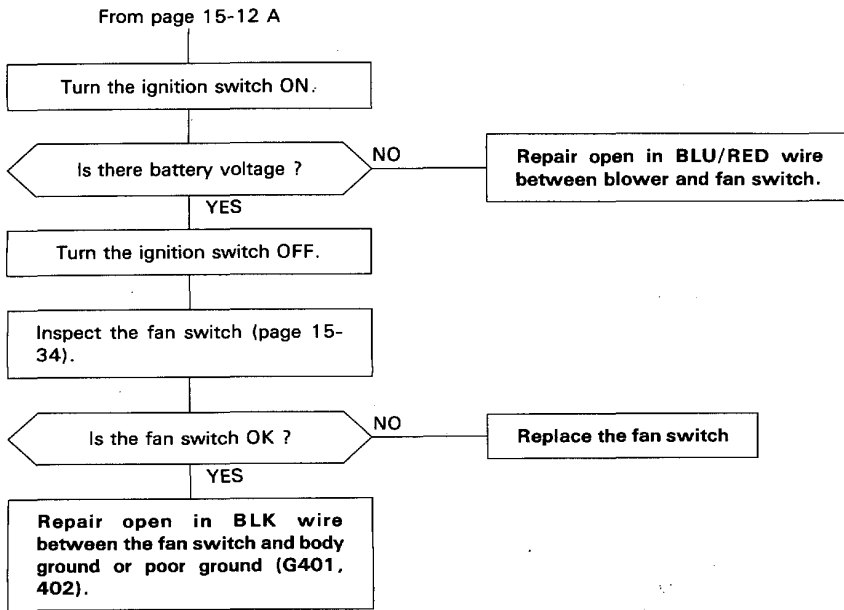 From page 15-12 A
Turn the ignition switch ON.
Is there battery voltage ?
NO
Repair open in BLU/RED wire
between blower and fan switch.
YES
Turn the ignition switch OFF.
Inspect the fan switch (page 15-
34).
Is the fan switch OK ?
NO
Replace the fan switch
YES
Repair open in BLK wire
between the fan switch and body
ground or poor ground (G401,
402).